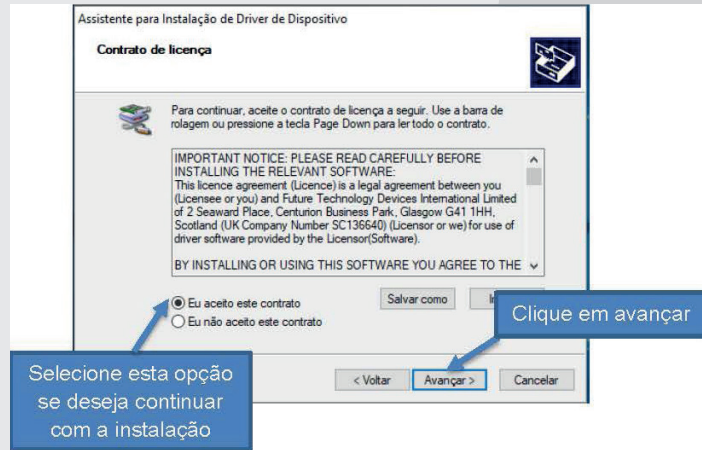 Assistente para Instalação de Driver de Dispositivo
Contrato de licença
Para continuar, aceite o contrato de licença a seguir. Use a barra de
rolagem ou pressione a tecla Page Down para ler todo o contrato.
IMPORTANT NOTICE: PLEASE READ CAREFULLY BEFORE
INSTALLING THE RELEVANT SOFTWARE:
This licence agreement (Licence) is a legal agreement between you
(Licensee or you) and Future Technology Devices International Limited
of 2 Seaward Place, Centurion Business Park, Glasgow G41 1HH,
Scotland (UK Company Number SC136640) (Licensor or we) for use of
driver software provided by the Licensor(Software).
BY INSTALLING OR USING THIS SOFTWARE YOU AGREE TO THE
Eu aceito este contrato
Salvar como
Eu não aceito este contrato
Clique em avançar
Selecione esta opção
se deseja continuar
com a instalação
< Voltar
Avançar >
Cancelar